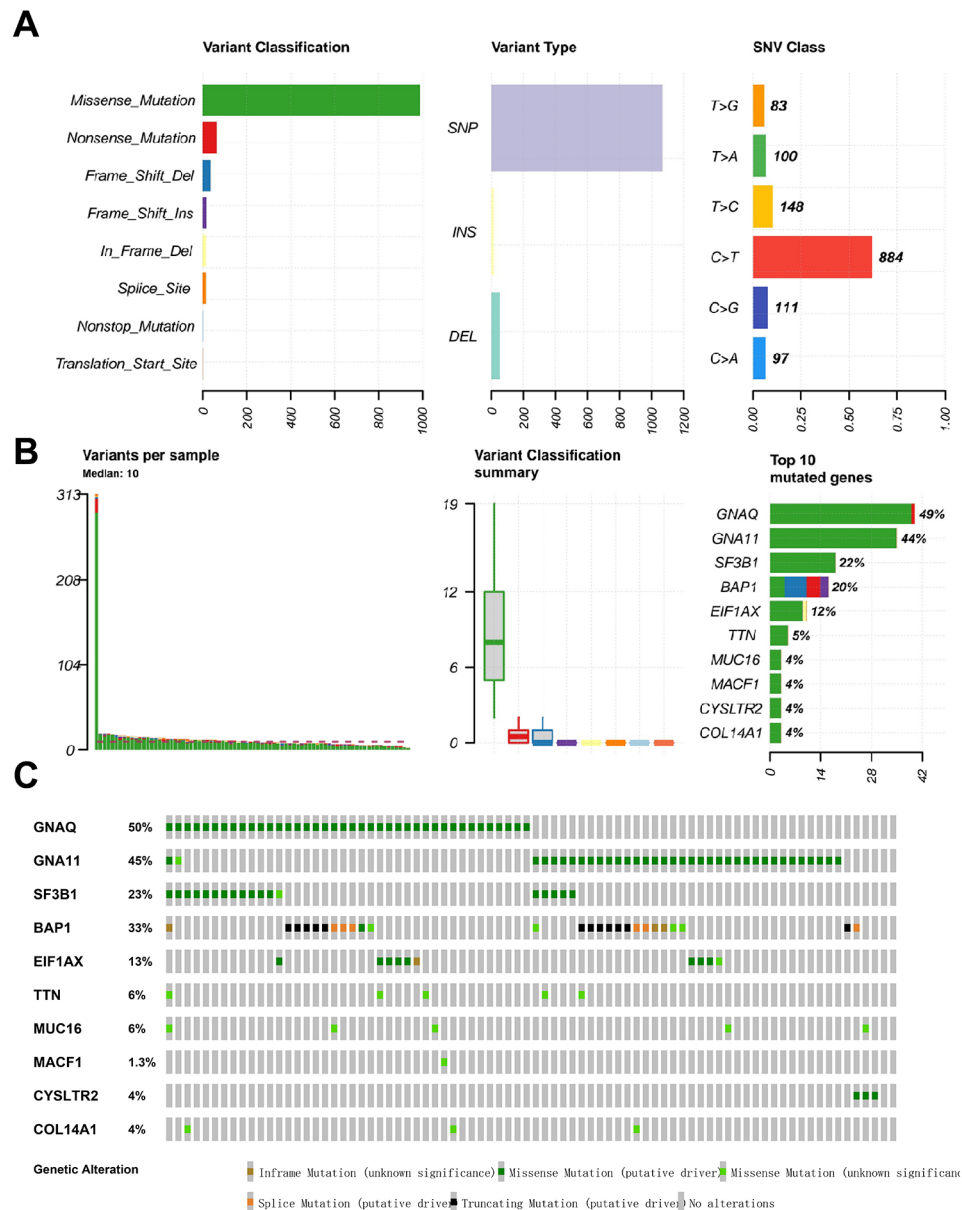 A
Variant Classification
Missense_Mutation
Nonsense_Mutation
Frame_Shift_Del
Frame_Shift_Ins
In_Frame_Del
Splice_Site
Nonstop_Mutation
Translation_Start_Site
0 200 400 600 800 1000
Variant Type
SNP
INS
DEL
0 200 400 600 800 1000 1200
SNV Class
T>G 83
T>A 100
T>C 148
C>T 884
C>G 111
C>A 97
0.00 0.25 0.50 0.75 1.00
B
Variants per sample
Median: 10
313
208
104
0
Variant Classification
summary
19
12
6
0
Top 10
mutated genes
GNAQ 49%
GNA11 44%
SF3B1 22%
BAP1 20%
EIF1AX 12%
TTN 5%
MUC16 4%
MACF1 4%
CYSLTR2 4%
COL14A1 4%
0 14 28 42
C
GNAQ 50%
GNA11 45%
SF3B1 23%
BAP1 33%
EIF1AX 13%
TTN 6%
MUC16 6%
MACF1 1.3%
CYSLTR2 4%
COL14A1 4%
Genetic Alteration Inframe Mutation (unknown significance) Missense Mutation (putative driver) Missense Mutation (unknown significanc
Splice Mutation (putative driver Truncating Mutation (putative driver) No alterations